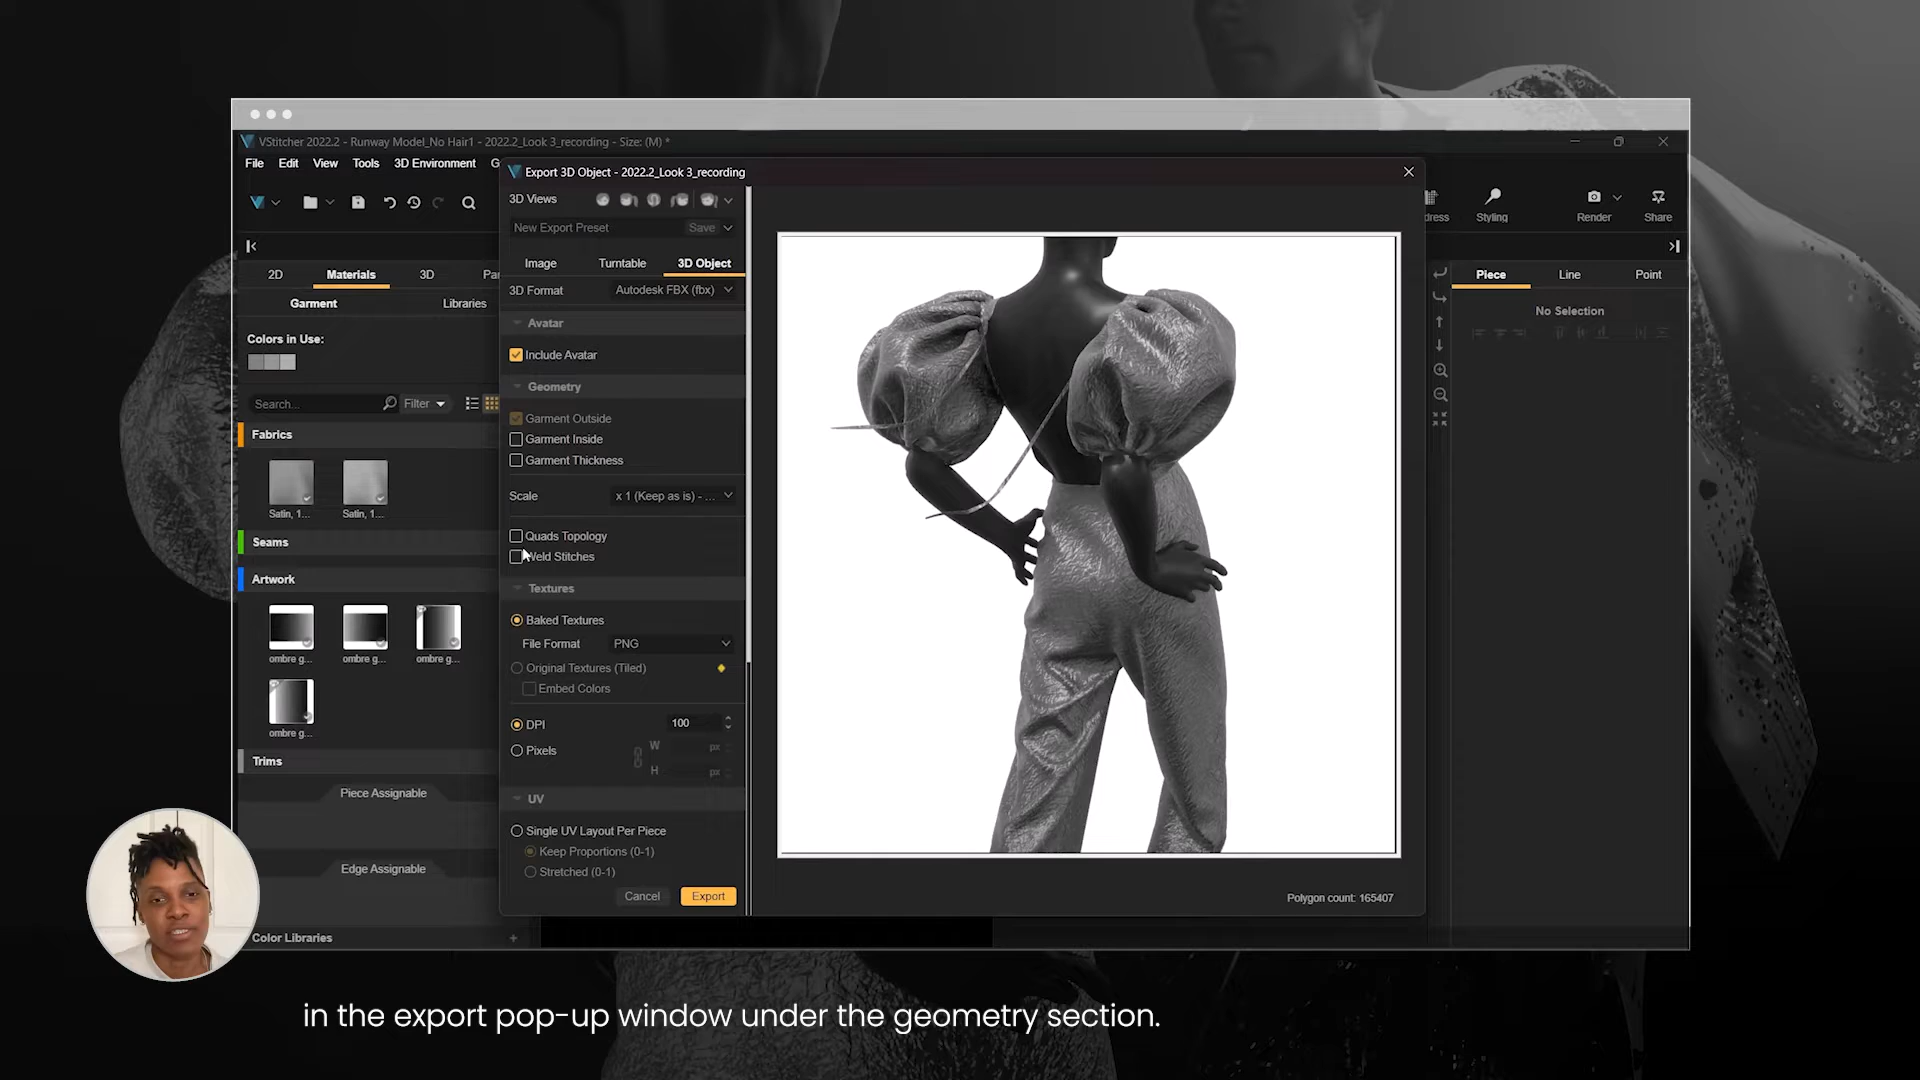 VStitcher 2022.2 - Runway Model_No Hair1 - 2022.2_Look 3_recording - Size: (M) *
File Edit View Tools 3D Environment G
Export 3D Object - 2022.2_Look 3_recording
3D Views
New Export Preset Save
Image Turntable 3D Object
3D Format Autodesk FBX (fbx)
Avatar
Include Avatar
Geometry
Garment Outside
Garment Inside
Garment Thickness
Scale x 1 (Keep as is) - ...
Quads Topology
Weld Stitches
Textures
Baked Textures
File Format PNG
Original Textures (Tiled)
Embed Colors
DPI 100
Pixels W px
H px
UV
Single UV Layout Per Piece
Keep Proportions (0-1)
Stretched (0-1)
Cancel Export
Polygon count: 165407
2D Materials 3D Pa
Garment Libraries
Colors in Use:
Search... Filter
Fabrics
Satin, 1... Satin, 1...
Seams
Artwork
ombre g... ombre g... ombre g...
ombre g...
Trims
Piece Assignable
Edge Assignable
Color Libraries +
dress Styling Render Share
Piece Line Point
No Selection
in the export pop-up window under the geometry section.